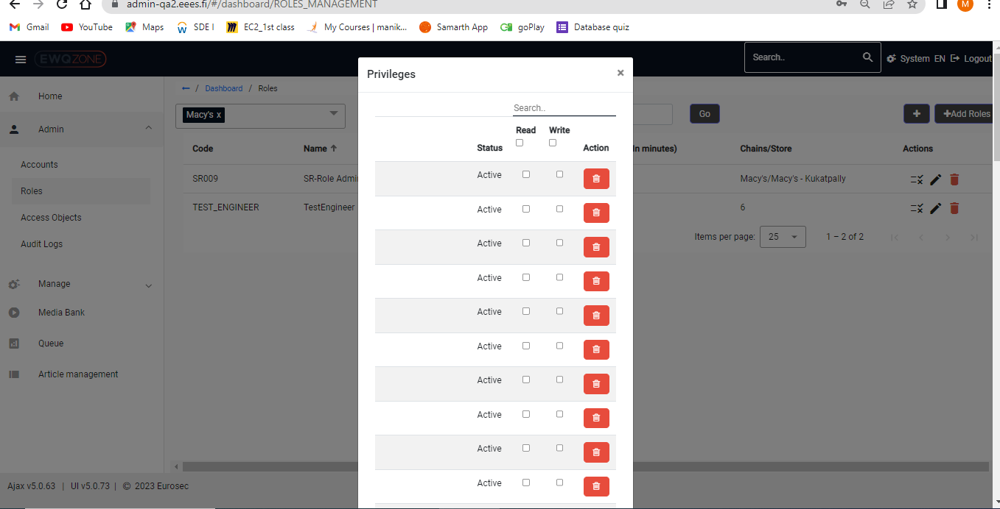 admin-qa2.eees.fi/#/dashboard/ROLES_MANAGEMENT
M
Gmail YouTube Maps SDE I EC2_1st class My Courses | manik... Samarth App goPlay Database quiz
EWQZONE Search.. System EN Logout
Privileges ×
Home
← / Dashboard / Roles
Search..
Macy's x Go + +Add Roles
Admin
Read Write
Code Name ↑ Status Action In minutes) Chains/Store Actions
Accounts
SR009 SR-Role Admi Active Macy's/Macy's - Kukatpally
Roles
TEST_ENGINEER TestEngineer Active 6
Access Objects
Items per page: 25 1 – 2 of 2
Audit Logs Active
Active
Manage
Media Bank Active
Queue Active
Article management Active
Active
Active
Active
Ajax v5.0.63 | UI v5.0.73 | © 2023 Eurosec